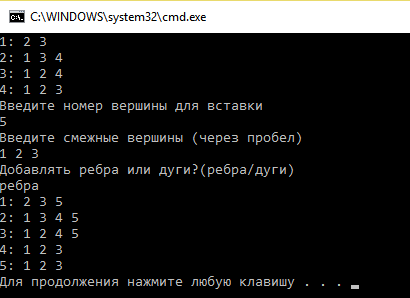 C:\WINDOWS\system32\cmd.exe
1: 2 3
2: 1 3 4
3: 1 2 4
4: 1 2 3
Введите номер вершины для вставки
5
Введите смежные вершины (через пробел)
1 2 3
Добавлять ребра или дуги?(ребра/дуги)
ребра
1: 2 3 5
2: 1 3 4 5
3: 1 2 4 5
4: 1 2 3
5: 1 2 3
Для продолжения нажмите любую клавишу . . .